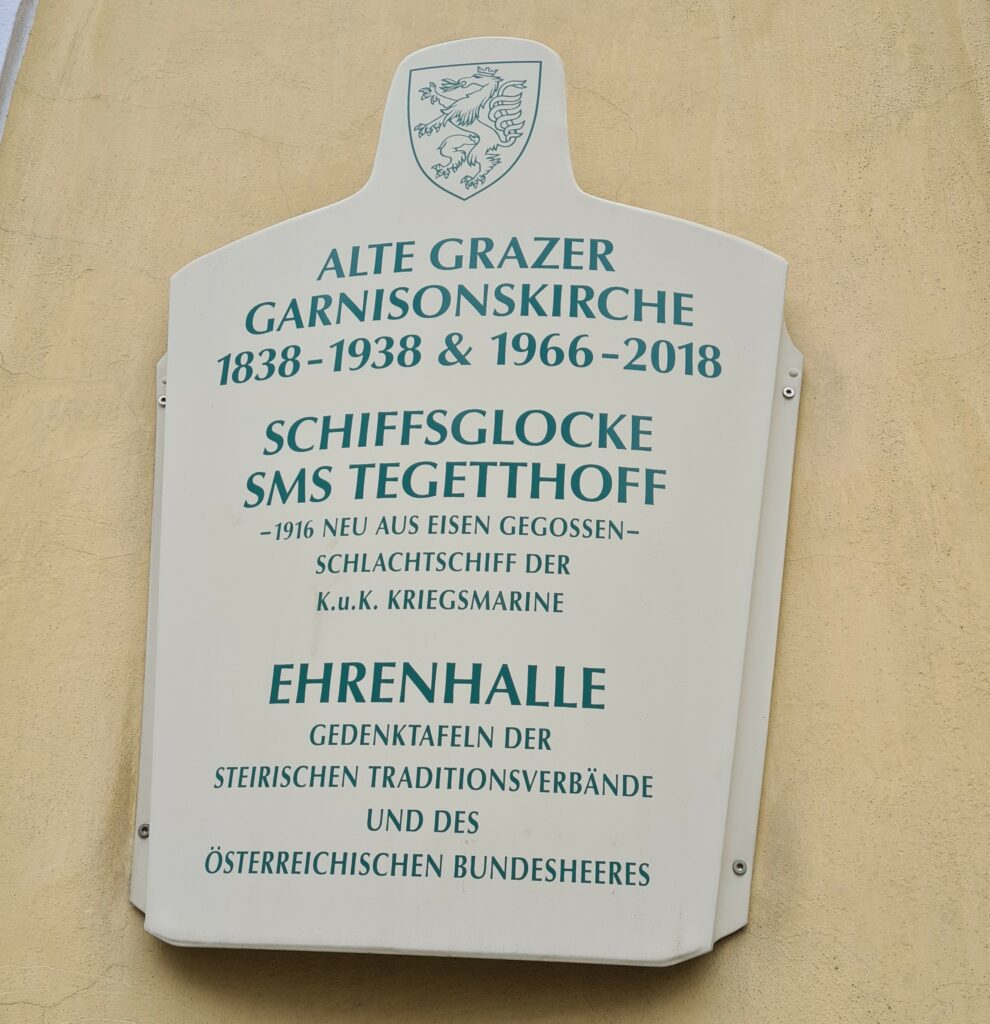 ALTE GRAZER
GARNISONSKIRCHE
1838-1938 & 1966-2018
SCHIFFSGLOCKE
SMS TEGETTHOFF
-1916 NEU AUS EISEN GEGOSSEN-
SCHLACHTSCHIFF DER
K.u.K. KRIEGSMARINE
EHRENHALLE
GEDENKTAFELN DER
STEIRISCHEN TRADITIONSVERBÄNDE
UND DES
ÖSTERREICHISCHEN BUNDESHEERES